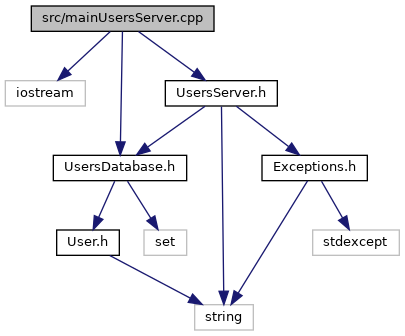 src/mainUsersServer.cpp
iostream
UsersServer.h
UsersDatabase.h
Exceptions.h
User.h
set
stdexcept
string